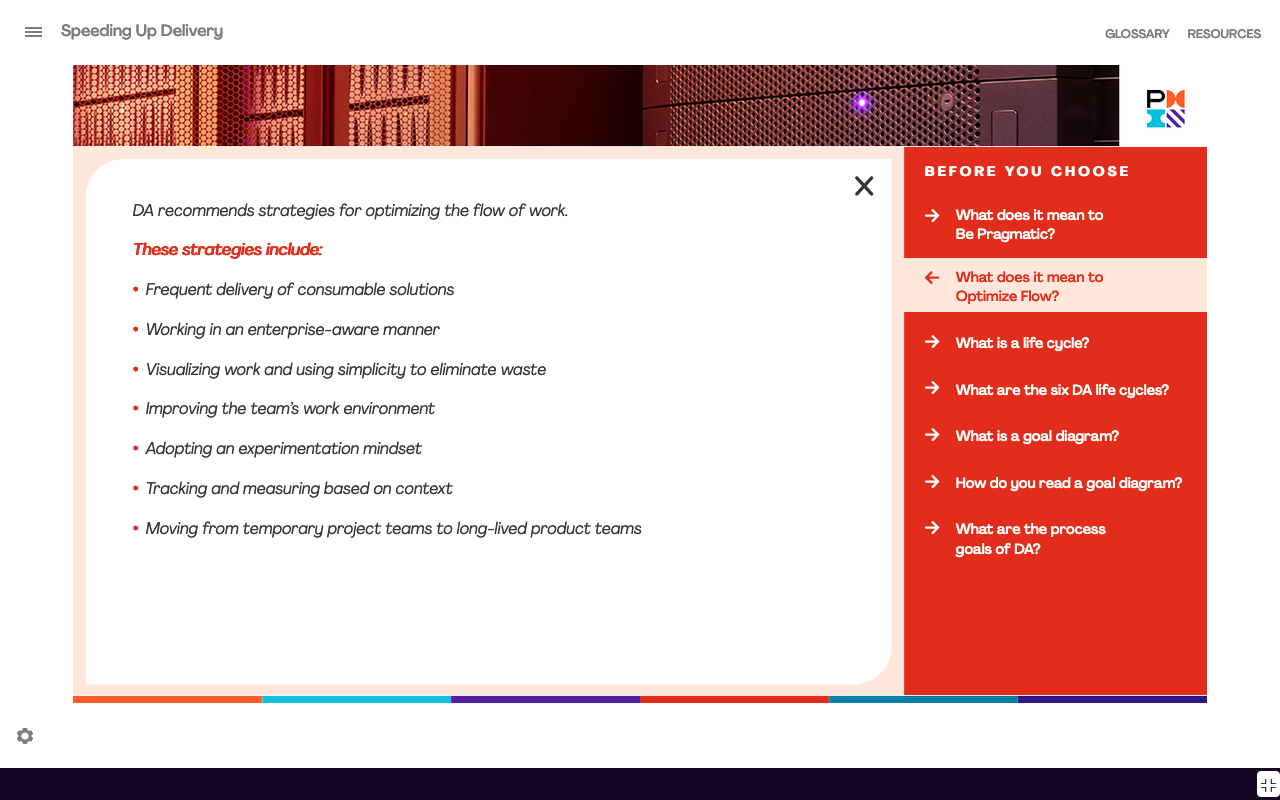 Speeding Up Delivery
GLOSSARY
RESOURCES
DA recommends strategies for optimizing the flow of work.
These strategies include:
• Frequent delivery of consumable solutions
• Working in an enterprise-aware manner
• Visualizing work and using simplicity to eliminate waste
• Improving the team's work environment
• Adopting an experimentation mindset
• Tracking and measuring based on context
• Moving from temporary project teams to long-lived product teams
BEFORE YOU CHOOSE
What does it mean to
Be Pragmatic?
What does it mean to
Optimize Flow?
What is a life cycle?
What are the six DA life cycles?
What is a goal diagram?
How do you read a goal diagram?
What are the process
goals of DA?